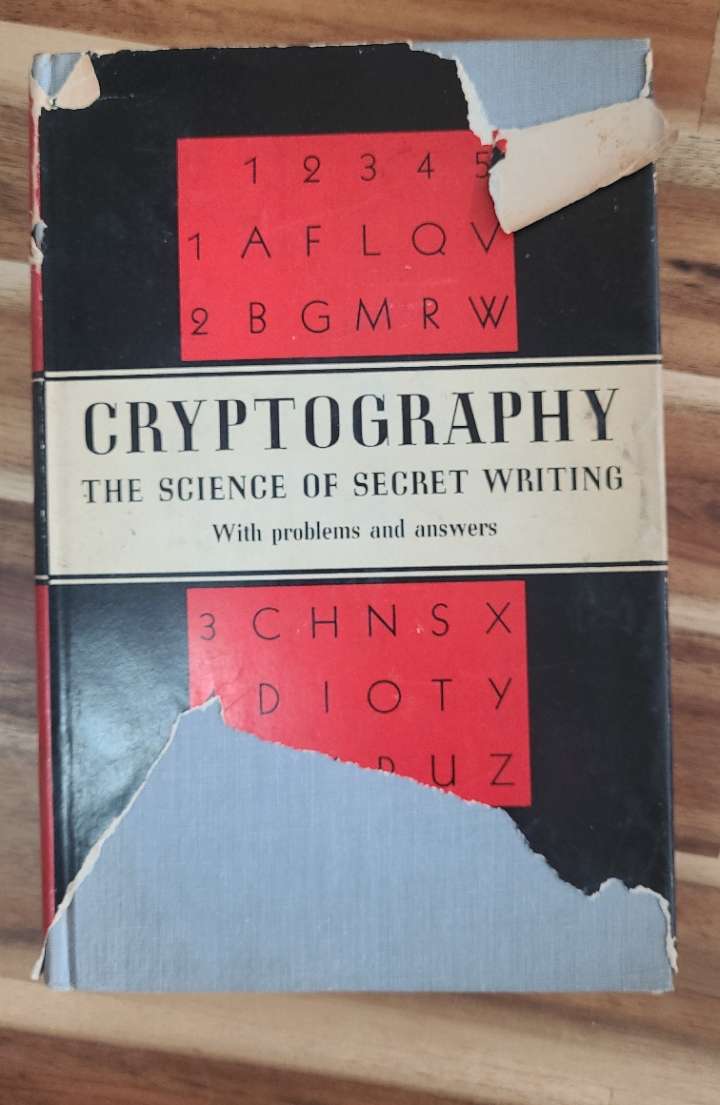 1 2 3 4 5
1 A F L Q V
2 B G M R W
CRYPTOGRAPHY
THE SCIENCE OF SECRET WRITING
With problems and answers
3 C H N S X
D I O T Y
P U Z